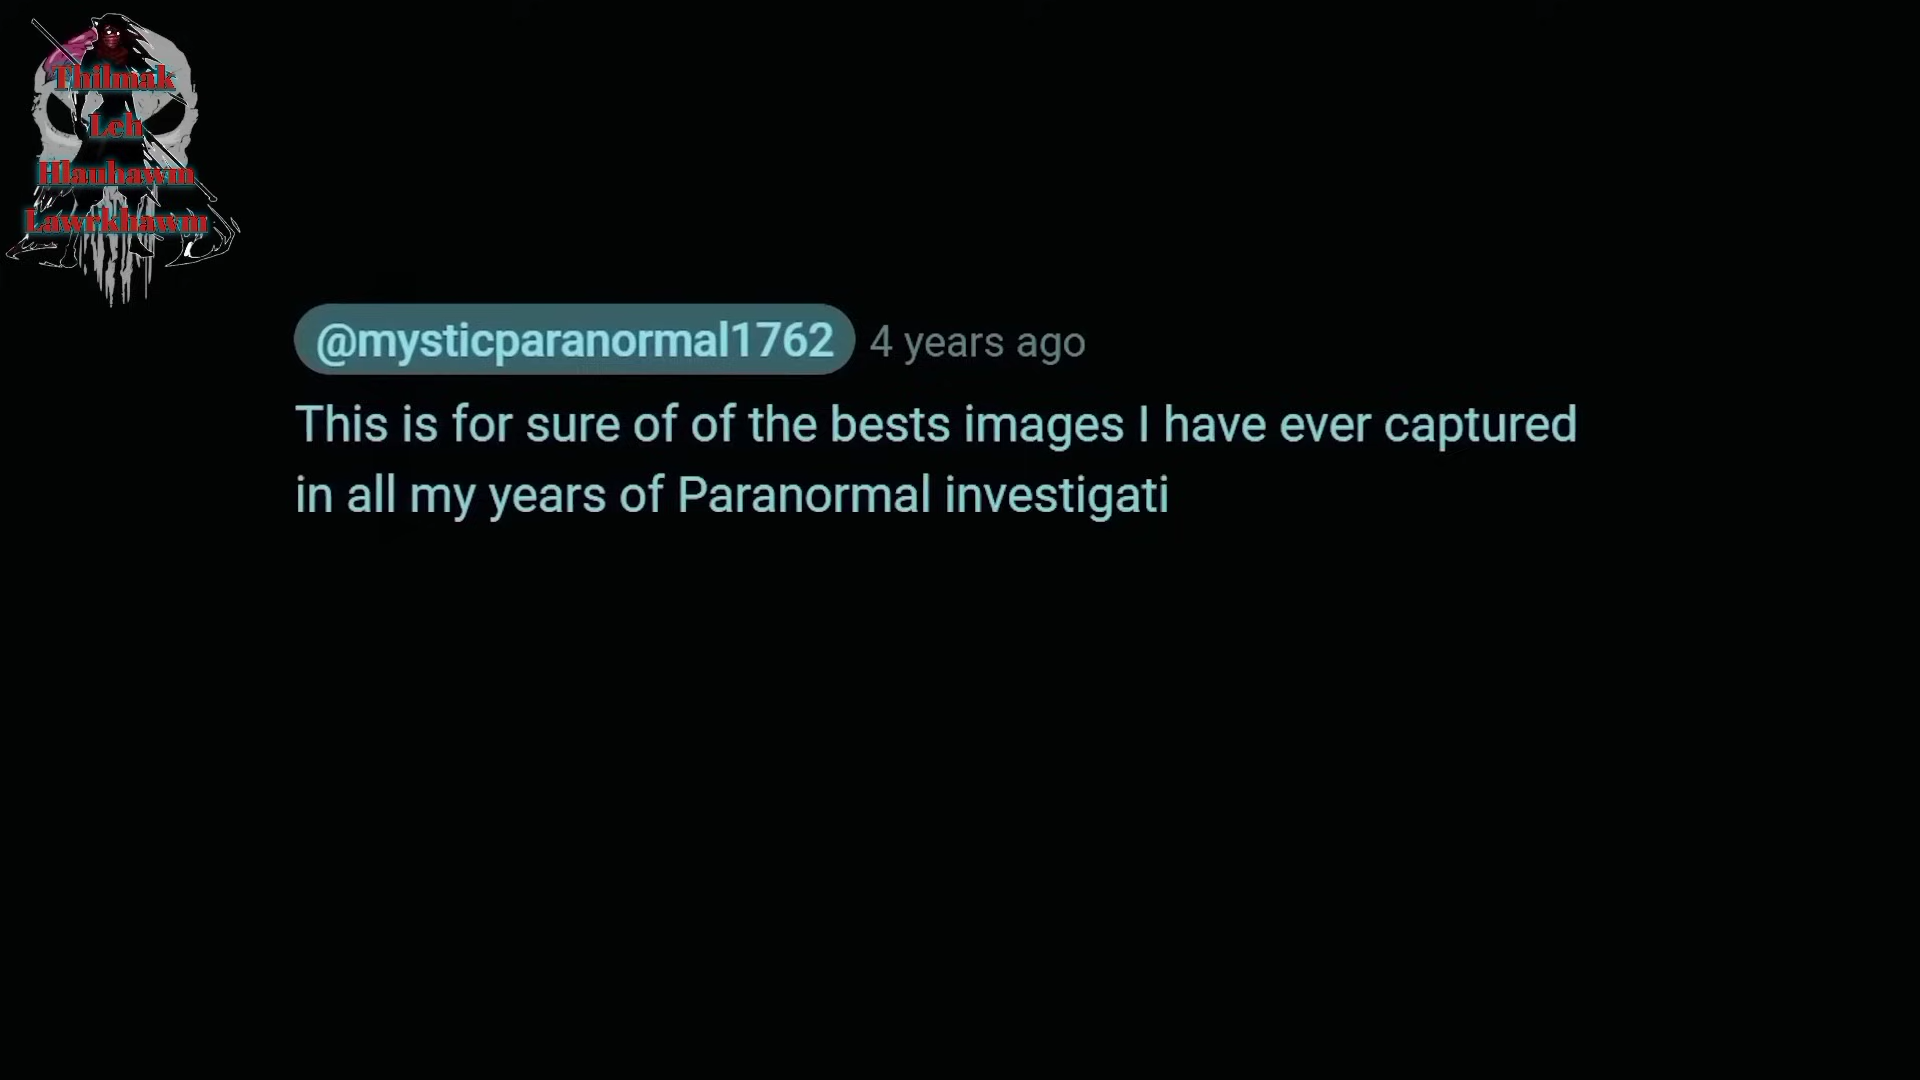 Thilmak
Leh
Hlauhawm
Lawrkhawm
@mysticparanormal1762 4 years ago
This is for sure of of the bests images I have ever captured
in all my years of Paranormal investigati